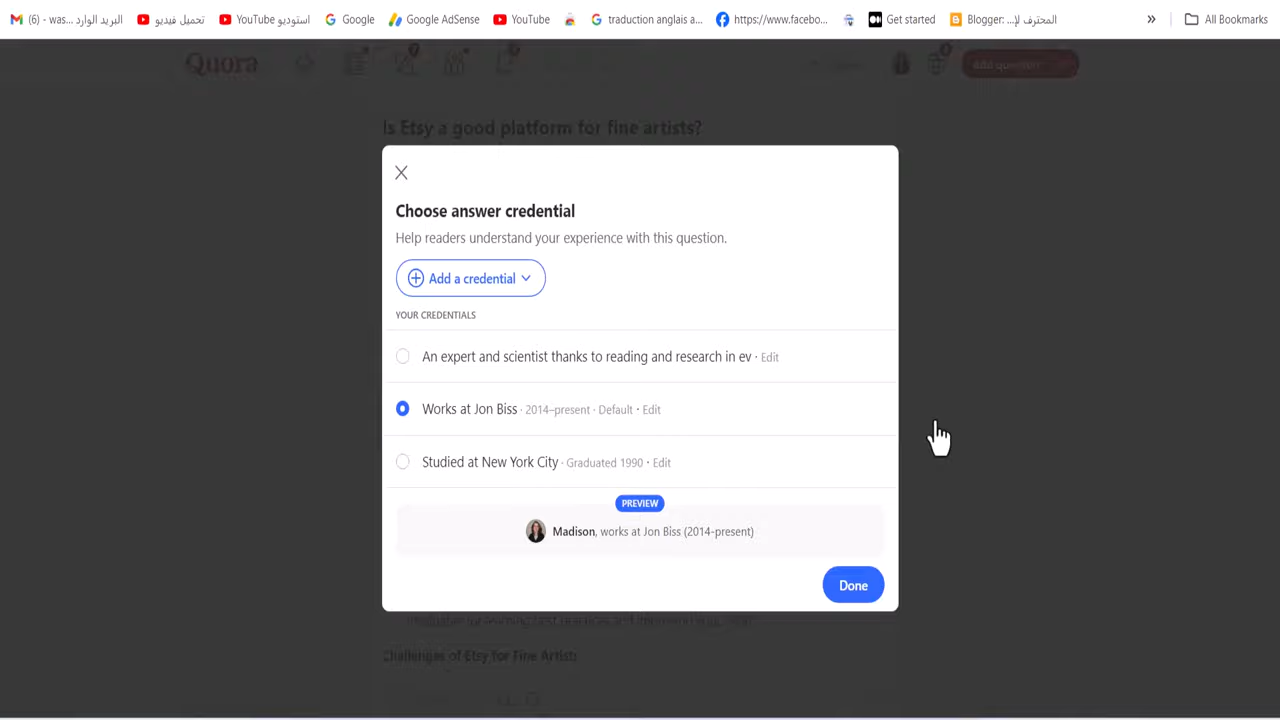 (6) was... البريد الوارد تحميل فيديو YouTube استوديو Google Google AdSense YouTube traduction anglais a... https://www.facebo... Get started Blogger: ...المحترف لإ » All Bookmarks
Quora Add question
Is Etsy a good platform for fine artists?
Choose answer credential
Help readers understand your experience with this question.
Add a credential
YOUR CREDENTIALS
An expert and scientist thanks to reading and research in ev · Edit
Works at Jon Biss · 2014–present · Default · Edit
Studied at New York City · Graduated 1990 · Edit
PREVIEW
Madison, works at Jon Biss (2014-present)
Done
Challenges of Etsy for Fine Artists